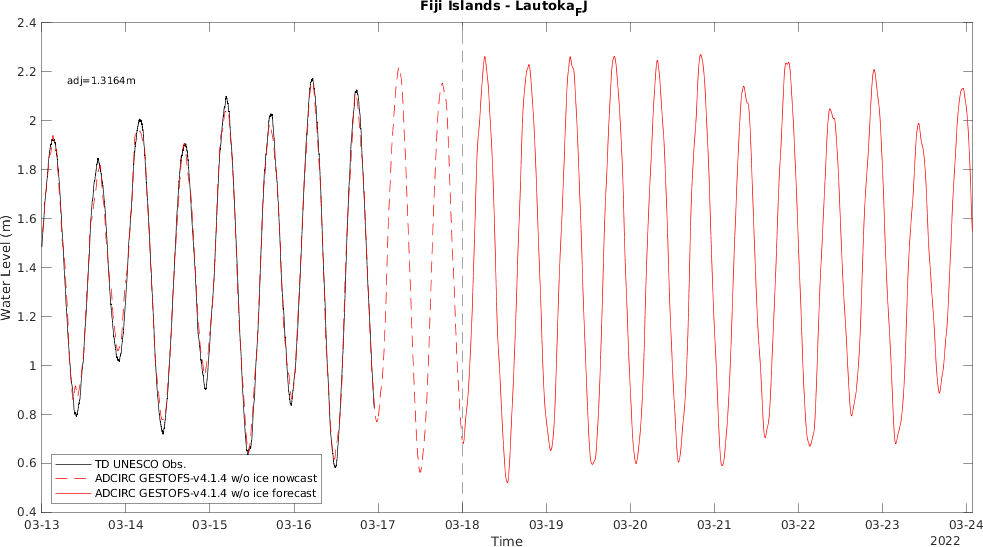 Fiji Islands - Lautoka_FJ
2.4
2.2
adj=1.3164m
2
1.8
1.6
1.4
1.2
1
0.8
0.6
0.4
Water Level (m)
TD UNESCO Obs.
ADCIRC GESTOFS-v4.1.4 w/o ice nowcast
ADCIRC GESTOFS-v4.1.4 w/o ice forecast
03-13 03-14 03-15 03-16 03-17 03-18 03-19 03-20 03-21 03-22 03-23 03-24
Time
2022